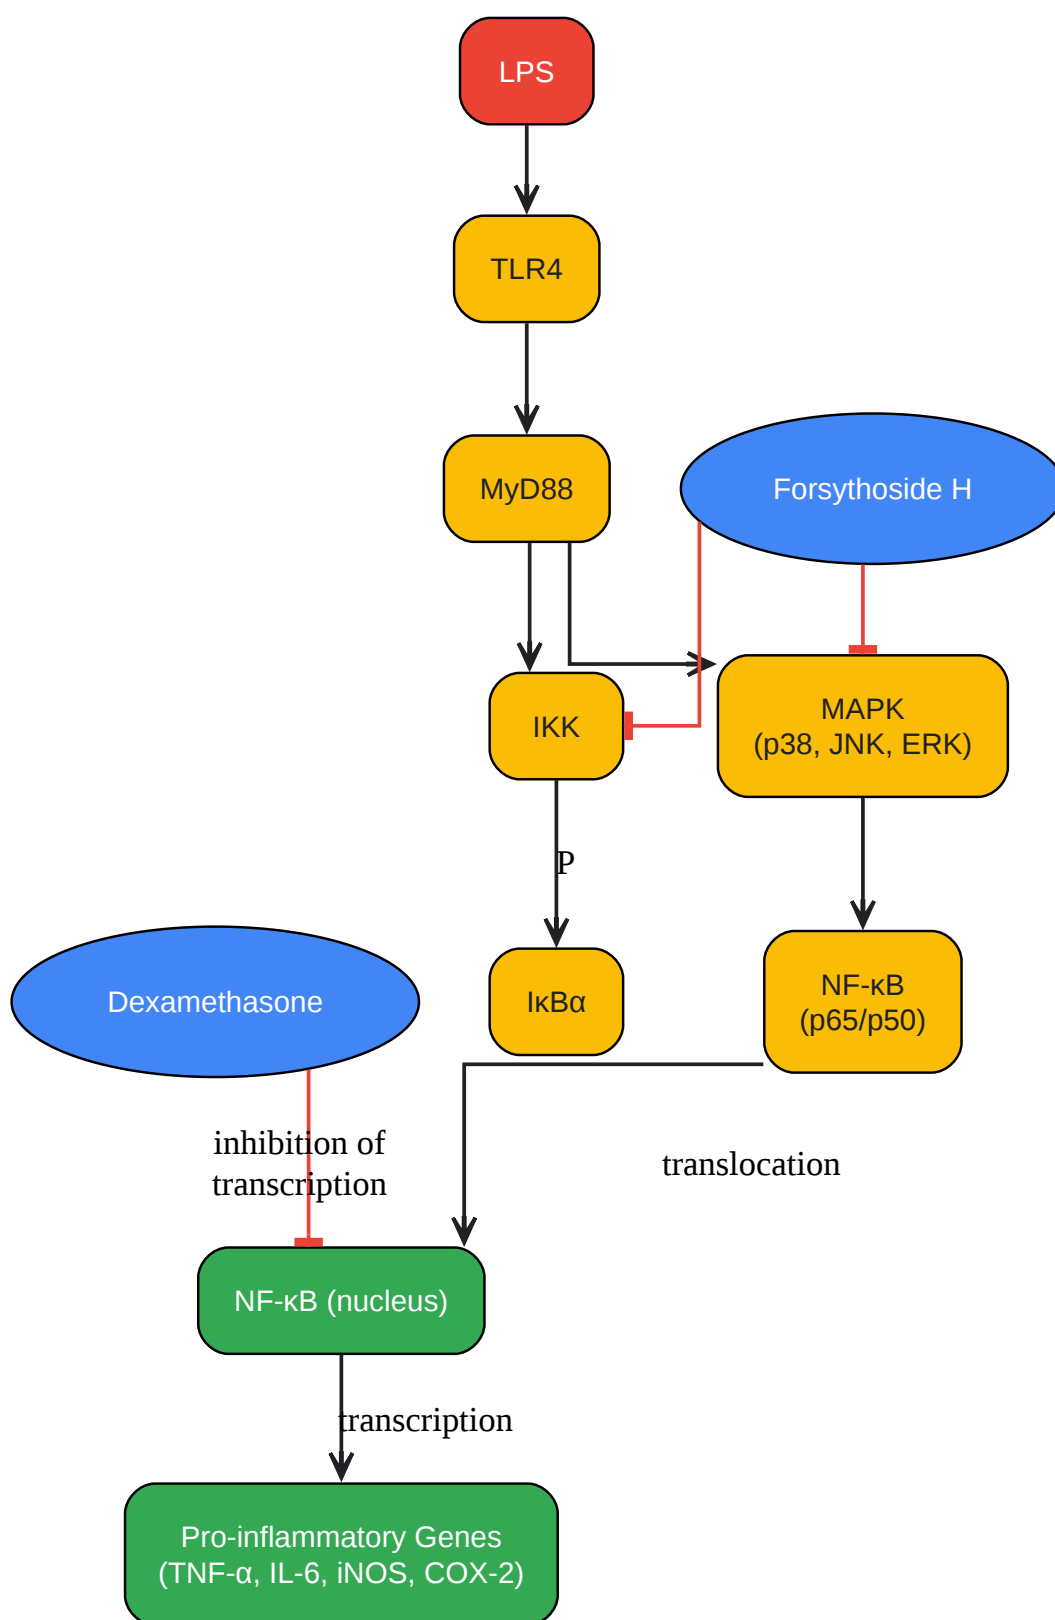 LPS
TLR4
MyD88
Forsythoside H
IKK
MAPK
(p38, JNK, ERK)
P
Dexamethasone
IκBα
NF-κB
(p65/p50)
inhibition of
transcription
translocation
NF-κB (nucleus)
transcription
Pro-inflammatory Genes
(TNF-α, IL-6, iNOS, COX-2)